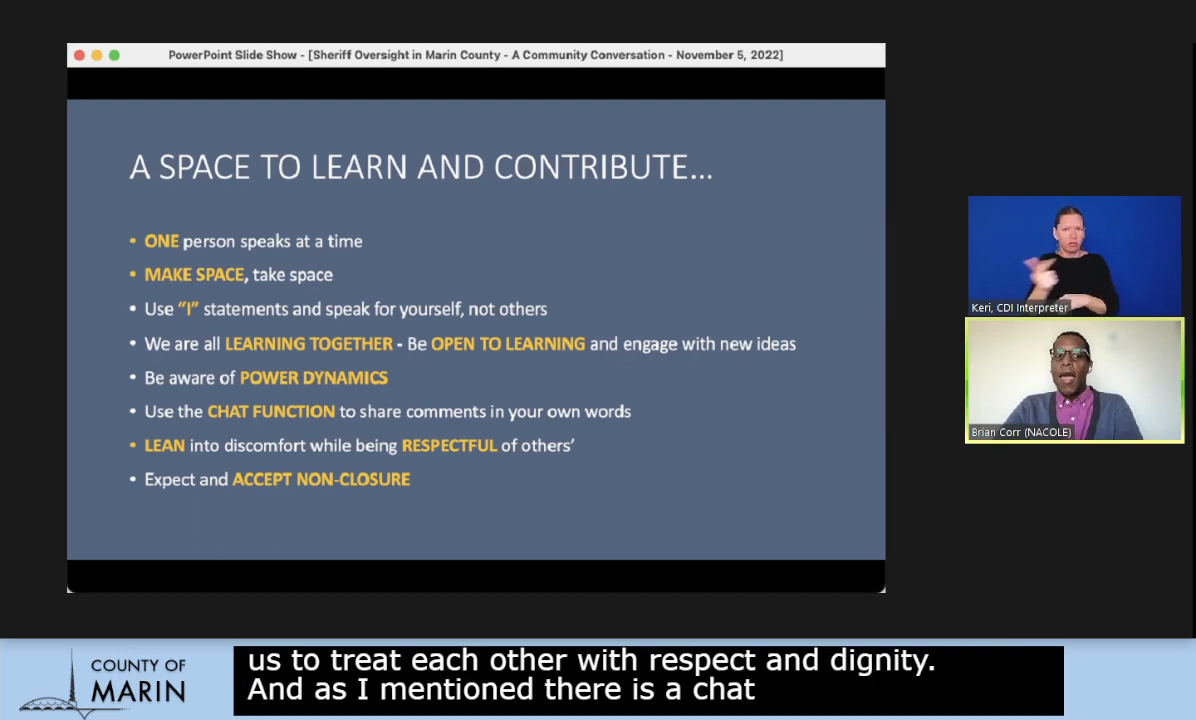 PowerPoint Slide Show - [Sheriff Oversight in Marin County - A Community Conversation - November 5, 2022]
A SPACE TO LEARN AND CONTRIBUTE...
• ONE person speaks at a time
• MAKE SPACE, take space
• Use “I” statements and speak for yourself, not others
• We are all LEARNING TOGETHER - Be OPEN TO LEARNING and engage with new ideas
• Be aware of POWER DYNAMICS
• Use the CHAT FUNCTION to share comments in your own words
• LEAN into discomfort while being RESPECTFUL of others’
• Expect and ACCEPT NON-CLOSURE
Keri, CDI Interpreter
Brian Corr (NACOLE)
COUNTY OF
MARIN
us to treat each other with respect and dignity.
And as I mentioned there is a chat